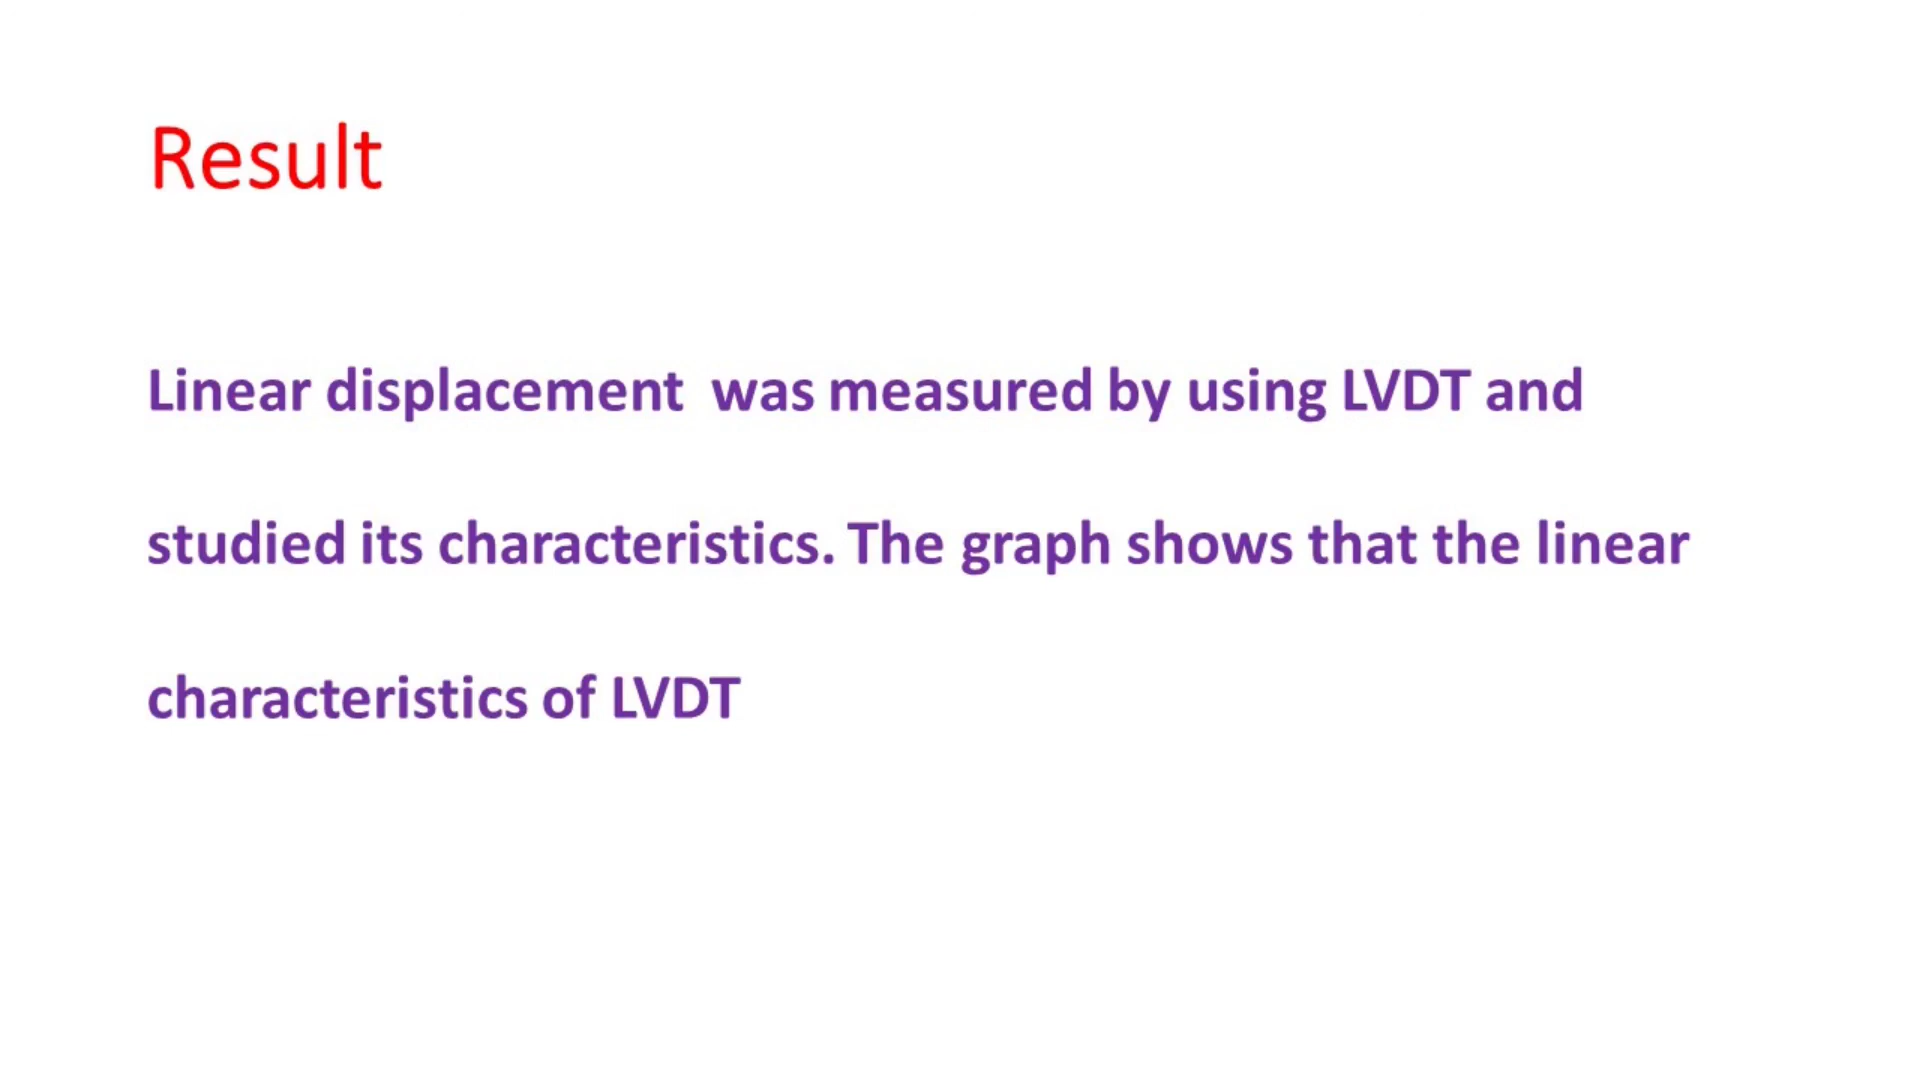 Result
Linear displacement  was measured by using LVDT and
studied its characteristics. The graph shows that the linear
characteristics of LVDT